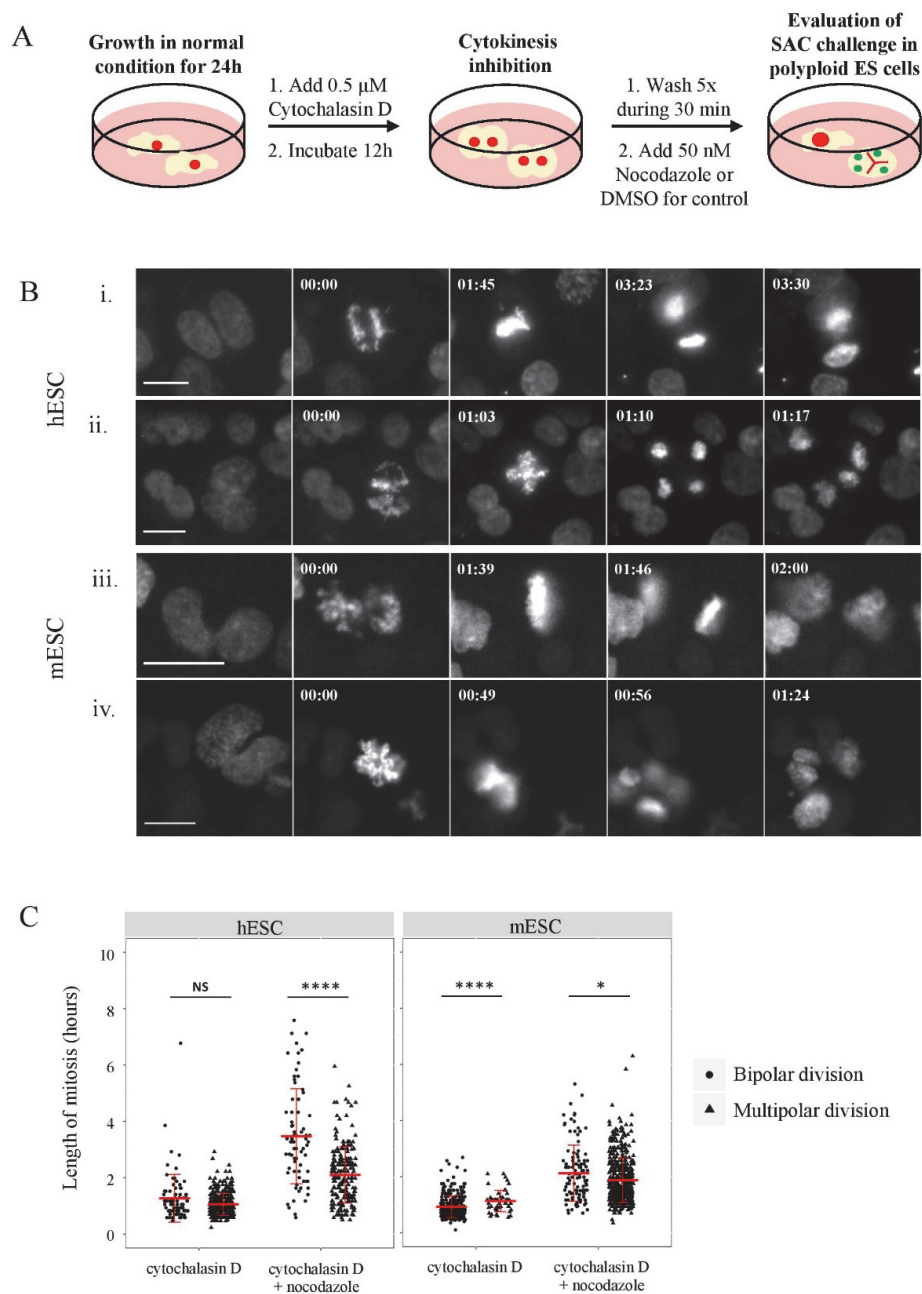 A
Growth in normal
condition for 24h
1. Add 0.5 μM
Cytochalasin D
2. Incubate 12h
Cytokinesis
inhibition
1. Wash 5x
during 30 min
2. Add 50 nM
Nocodazole or
DMSO for control
Evaluation of
SAC challenge in
polyploid ES cells
B
hESC
i.
00:00
01:45
03:23
03:30
ii.
00:00
01:03
01:10
01:17
mESC
iii.
00:00
01:39
01:46
02:00
iv.
00:00
00:49
00:56
01:24
C
hESC
mESC
Length of mitosis (hours)
10
8
6
4
2
0
NS
****
****
*
cytochalasin D
cytochalasin D
+ nocodazole
cytochalasin D
cytochalasin D
+ nocodazole
Bipolar division
Multipolar division